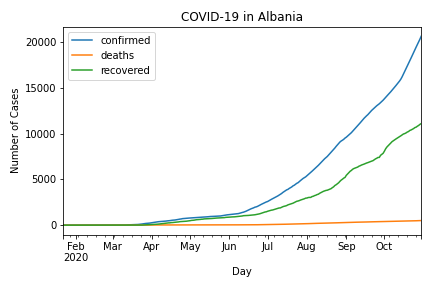 COVID-19 in Albania
confirmed
deaths
recovered
20000
15000
10000
5000
0
Number of Cases
Feb Mar Apr May Jun Jul Aug Sep Oct
2020
Day